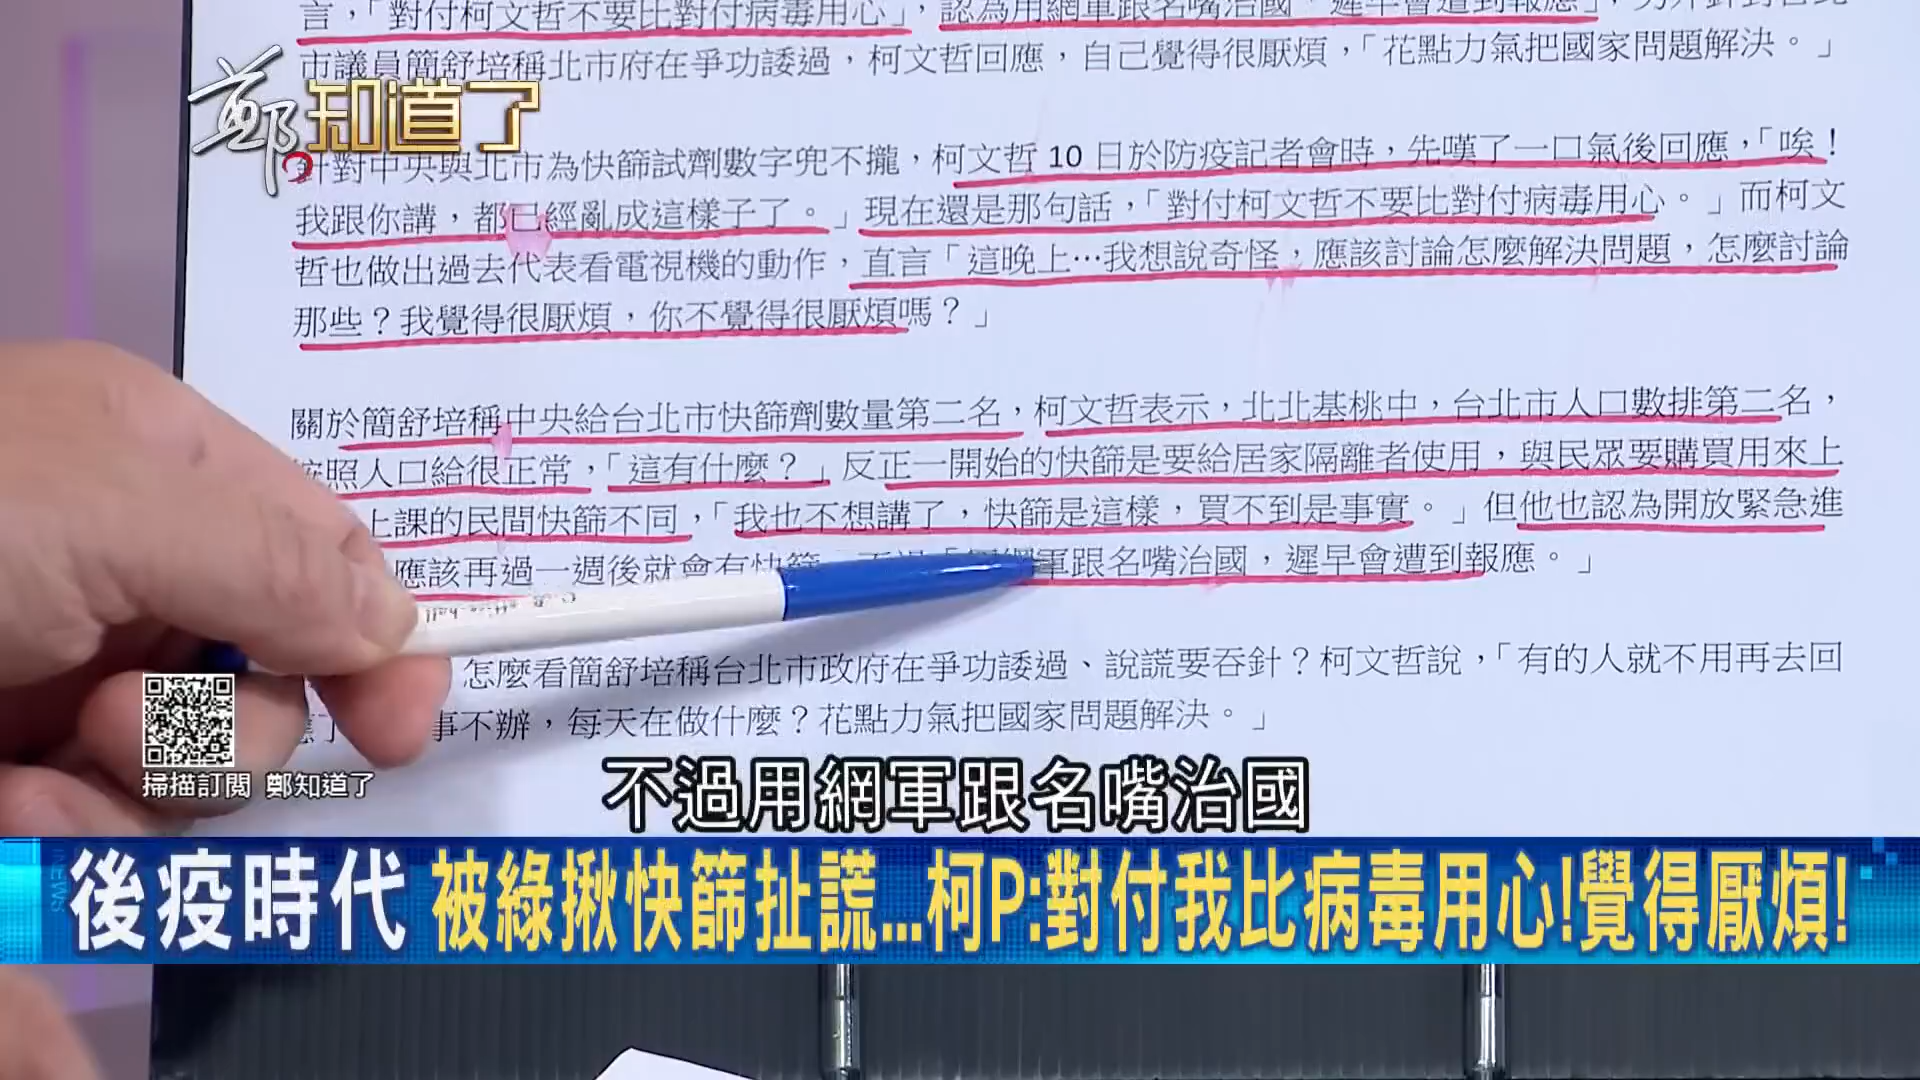 言，「對付柯文哲不要比對付病毒用心」，認為用網軍跟名嘴治國，遲早會遭到報應」，另外針對台北
市議員簡舒培稱北市府在爭功諉過，柯文哲回應，自己覺得很厭煩，「花點力氣把國家問題解決。」
鄭知道了
針對中央與北市為快篩試劑數字兜不攏，柯文哲 10 日於防疫記者會時，先嘆了一口氣後回應，「唉！
我跟你講，都已經亂成這樣子了。」現在還是那句話，「對付柯文哲不要比對付病毒用心。」而柯文
哲也做出過去代表看電視機的動作，直言「這晚上…我想說奇怪，應該討論怎麼解決問題，怎麼討論
那些？我覺得很厭煩，你不覺得很厭煩嗎？」
關於簡舒培稱中央給台北市快篩劑數量第二名，柯文哲表示，北北基桃中，台北市人口數排第二名，
按照人口給很正常，「這有什麼？」反正一開始的快篩是要給居家隔離者使用，與民眾要購買用來上
上課的民間快篩不同，「我也不想講了，快篩是這樣，買不到是事實。」但他也認為開放緊急進
應該再過一週後就會有快篩 軍跟名嘴治國，遲早會遭到報應。」
怎麼看簡舒培稱台北市政府在爭功諉過、說謊要吞針？柯文哲說，「有的人就不用再去回
事不辦，每天在做什麼？花點力氣把國家問題解決。」
掃描訂閱 鄭知道了
不過用網軍跟名嘴治國
後疫時代 被綠揪快篩扯謊...柯P:對付我比病毒用心!覺得厭煩!